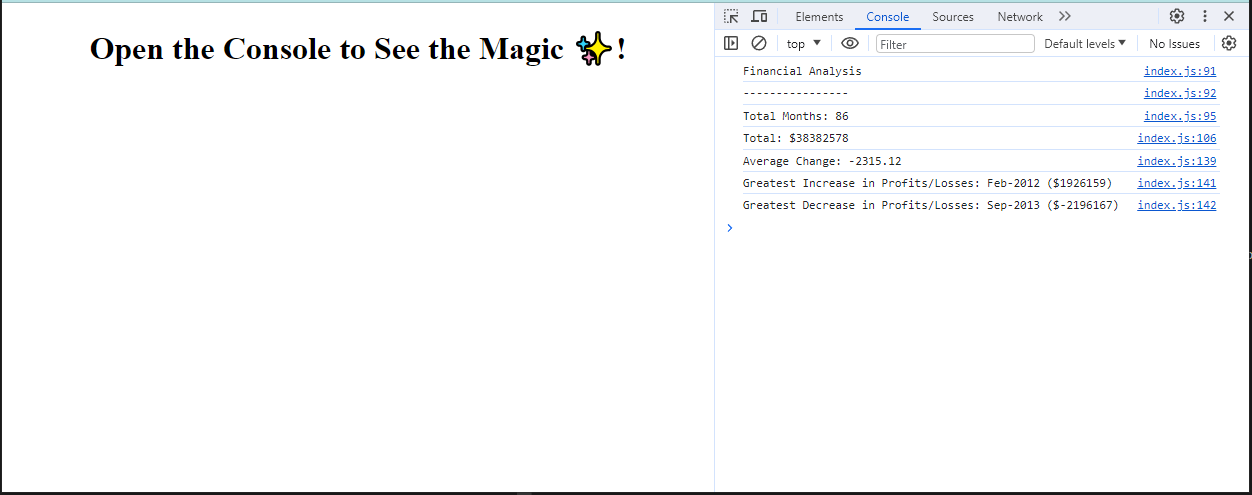 Open the Console to See the Magic ✨!
Elements Console Sources Network
top Filter Default levels No Issues
Financial Analysis index.js:91
---------------- index.js:92
Total Months: 86 index.js:95
Total: $38382578 index.js:106
Average Change: -2315.12 index.js:139
Greatest Increase in Profits/Losses: Feb-2012 ($1926159) index.js:141
Greatest Decrease in Profits/Losses: Sep-2013 ($-2196167) index.js:142